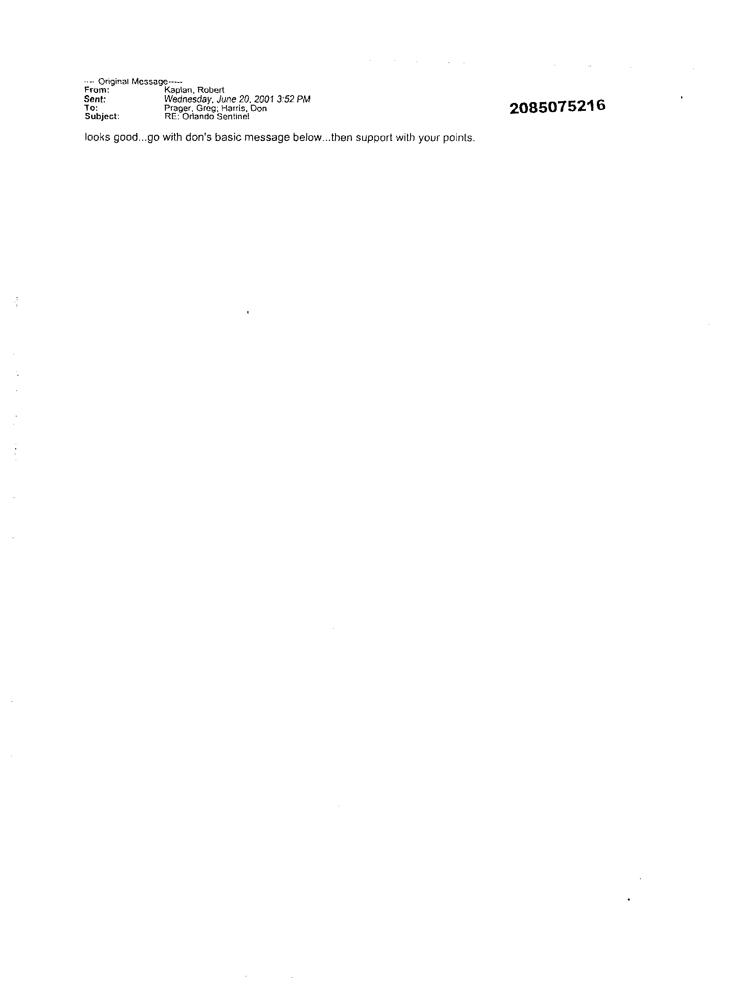 ---- Original Message-----
From: Kaplan, Robert
Sent: Wednesday, June 20, 2001 3:52 PM
To: Prager, Greg; Harris, Don
Subject: RE: Orlando Sentinel
2085075216
looks good...go with don's basic message below...then support with your points.